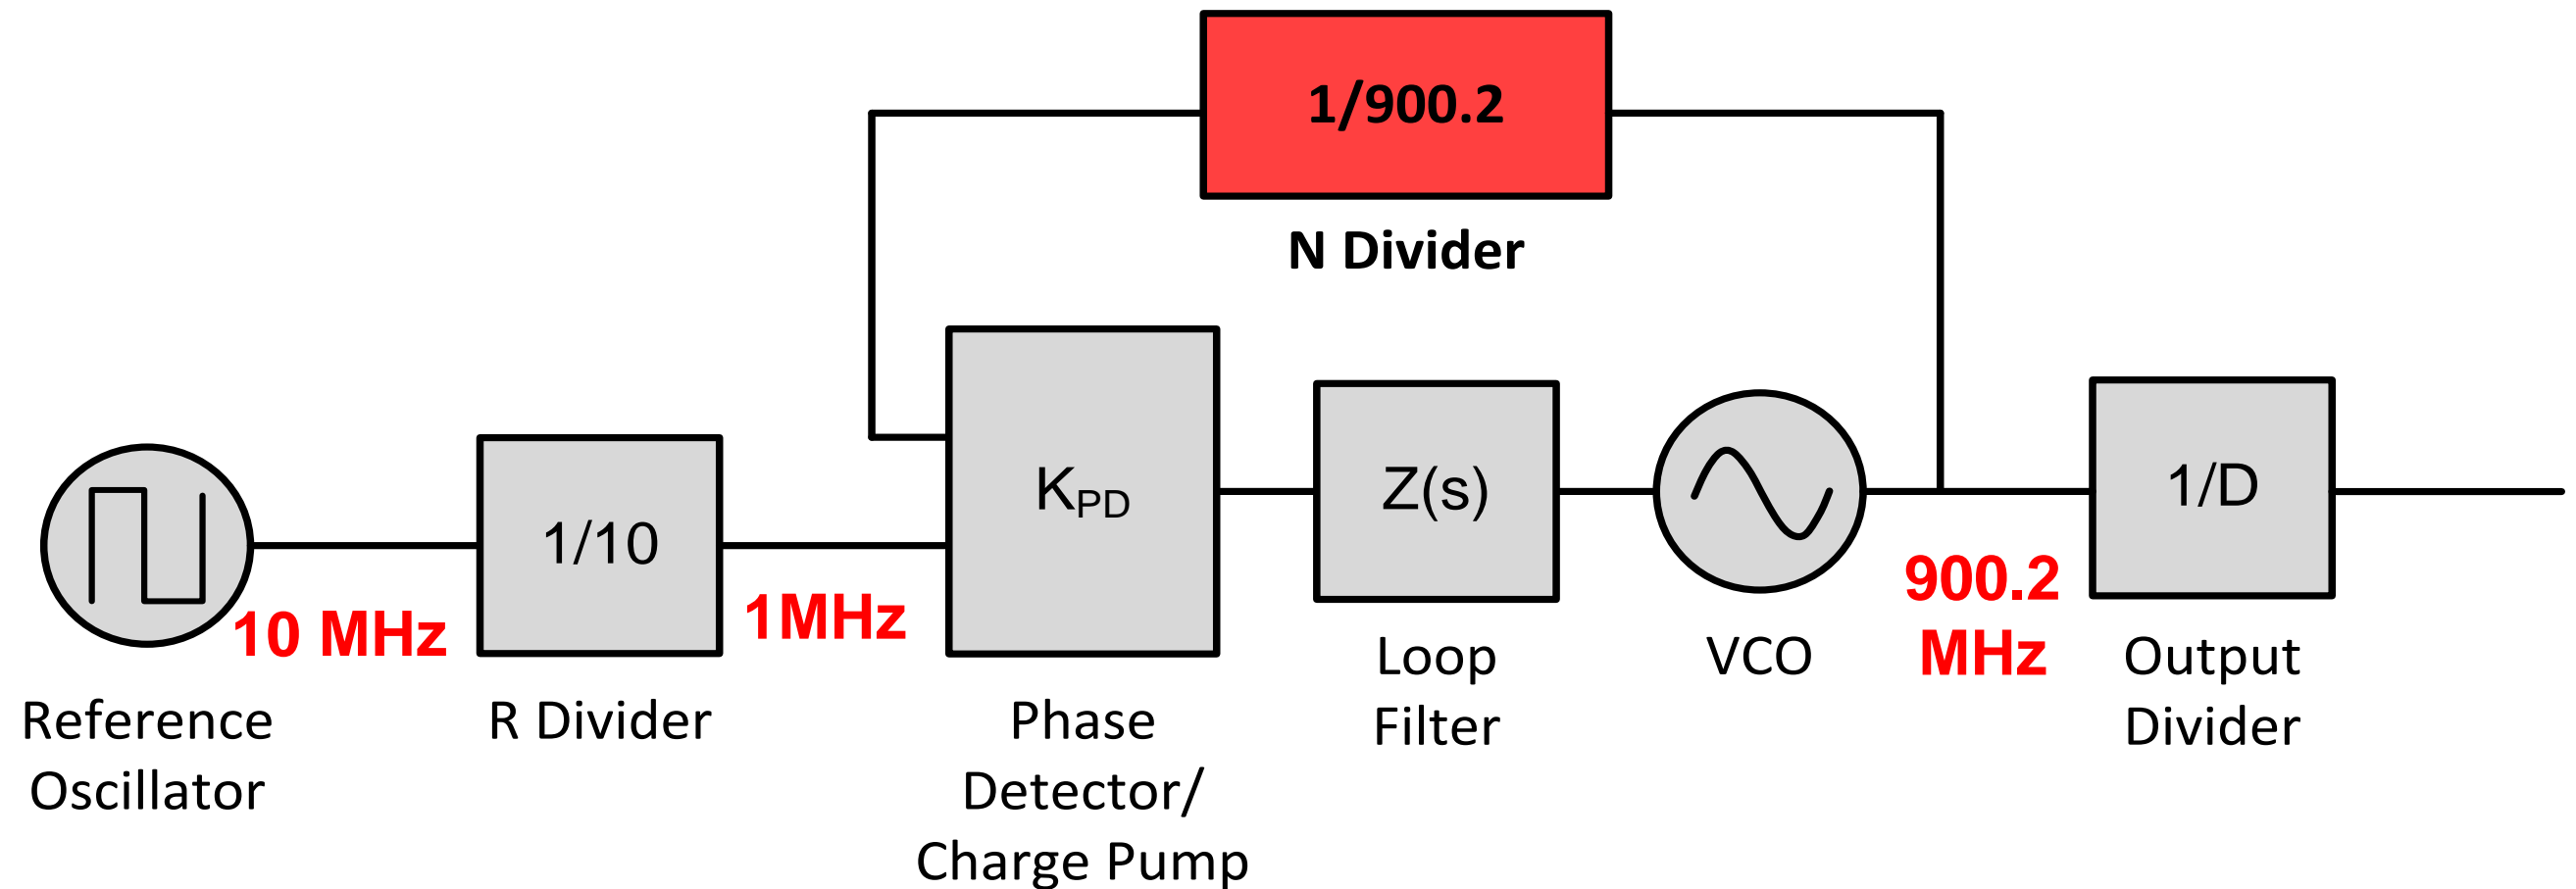 1/900.2
N Divider
K_PD
Z(s)
1/D
1/10
900.2
MHz
10 MHz
1MHz
Loop
Filter
VCO
Output
Divider
Reference
Oscillator
R Divider
Phase
Detector/
Charge Pump